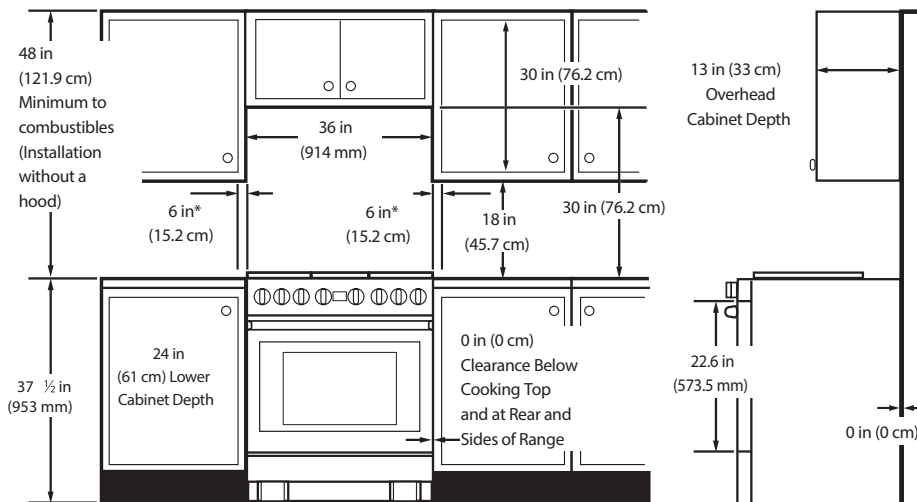 48 in
(121.9 cm)
Minimum to
combustibles
(Installation
without a
hood)
36 in
(914 mm)
30 in (76.2 cm)
13 in (33 cm)
Overhead
Cabinet Depth
6 in*
(15.2 cm)
6 in*
(15.2 cm)
18 in
(45.7 cm)
30 in (76.2 cm)
37 ½ in
(953 mm)
24 in
(61 cm) Lower
Cabinet Depth
0 in (0 cm)
Clearance Below
Cooking Top
and at Rear and
Sides of Range
22.6 in
(573.5 mm)
0 in (0 cm)